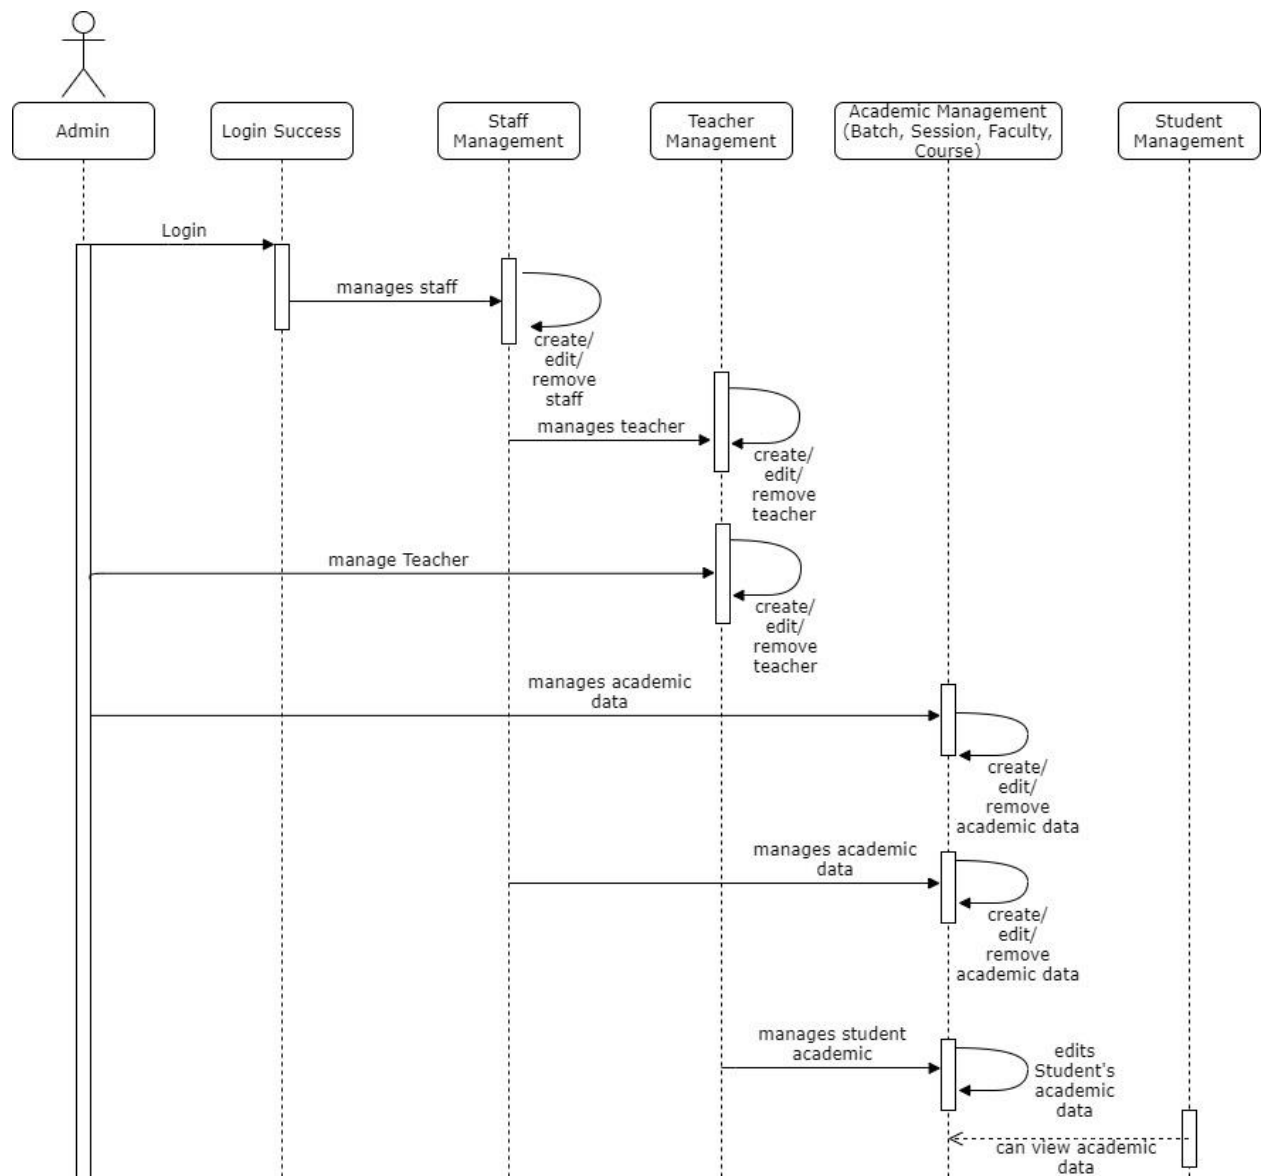 Admin
Login Success
Staff
Management
Teacher
Management
Academic Management
(Batch, Session, Faculty,
Course)
Student
Management
Login
manages staff
create/
edit/
remove
staff
manages teacher
create/
edit/
remove
teacher
manage Teacher
create/
edit/
remove
teacher
manages academic
data
create/
edit/
remove
academic data
manages academic
data
create/
edit/
remove
academic data
manages student
academic
edits
Student's
academic
data
can view academic
data